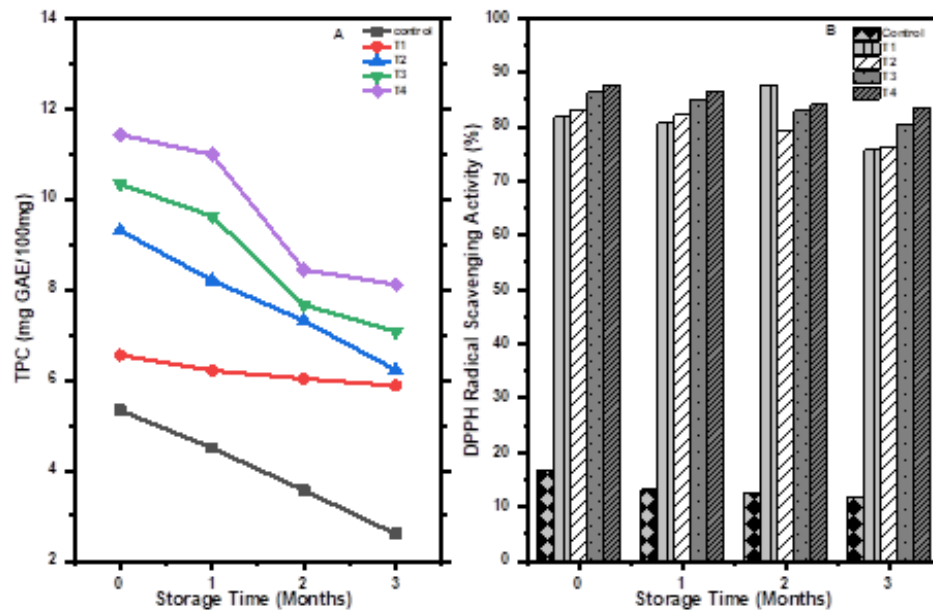 A
control
T1
T2
T3
T4
14
12
10
8
6
4
2
TPC (mg GAE/100mg)
0 1 2 3
Storage Time (Months)
B
Control
T1
T2
T3
T4
100
90
80
70
60
50
40
30
20
10
0
DPPH Radical Scavenging Activity (%)
0 1 2 3
Storage Time (Months)